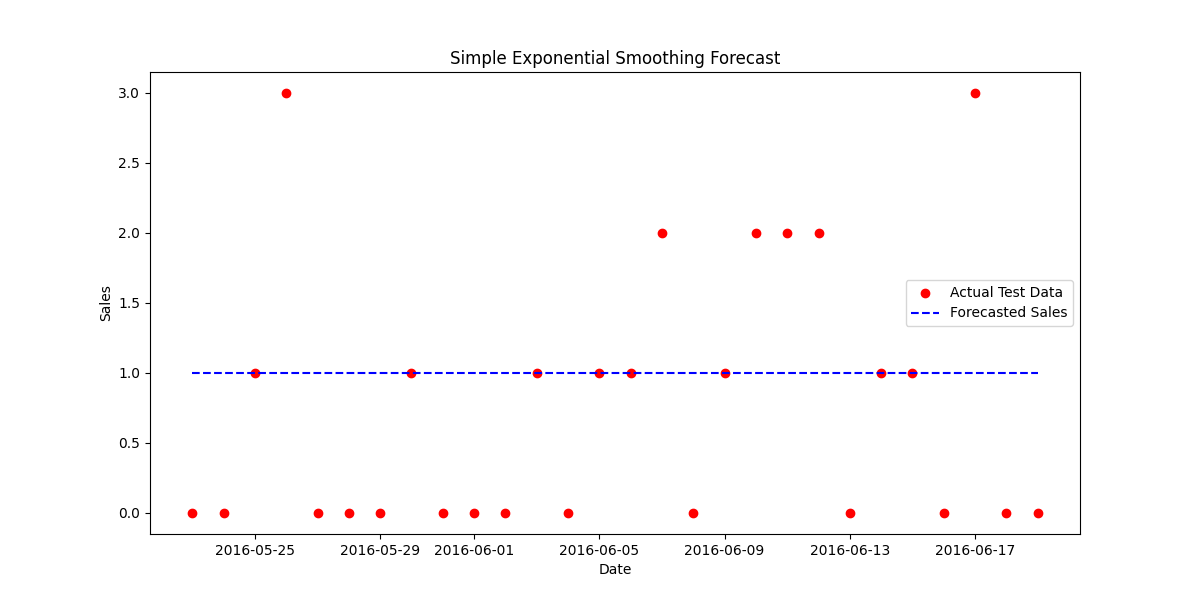 Simple Exponential Smoothing Forecast
3.0
2.5
2.0
1.5
1.0
0.5
0.0
Sales
Actual Test Data
Forecasted Sales
2016-05-25 2016-05-29 2016-06-01 2016-06-05 2016-06-09 2016-06-13 2016-06-17
Date